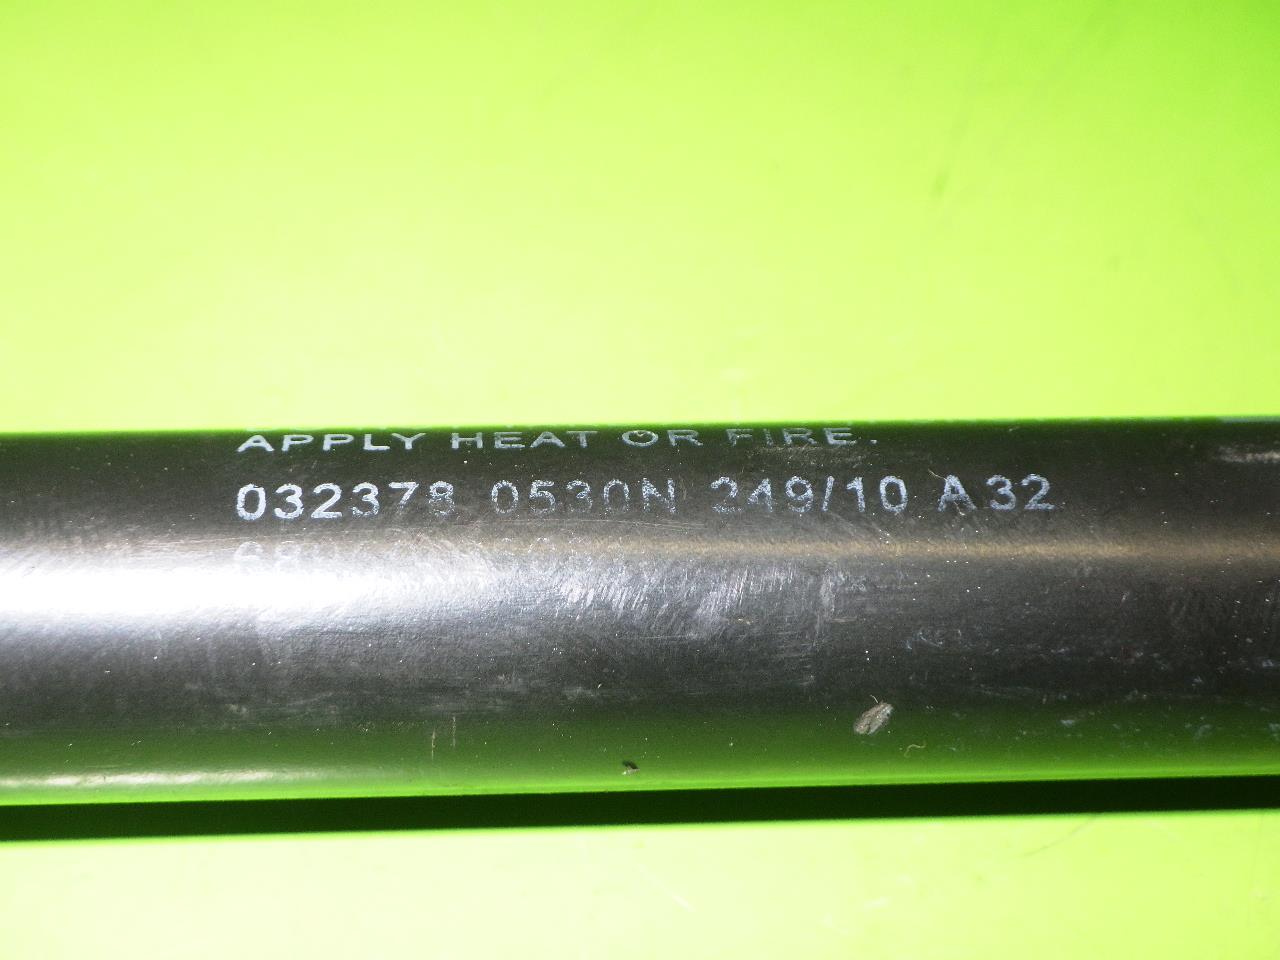 APPLY HEAT OR FIRE.
032378 0530N 249/10 A32